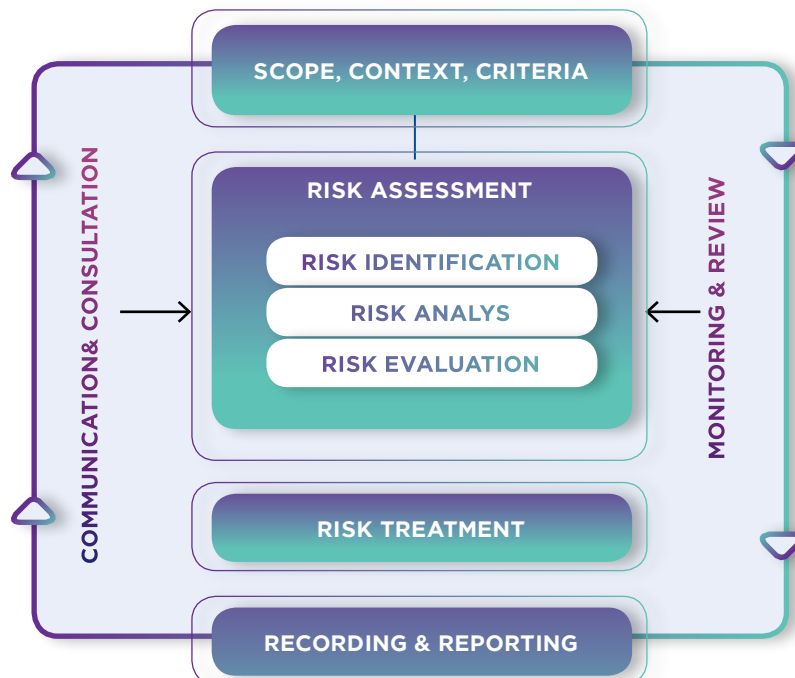 SCOPE, CONTEXT, CRITERIA
COMMUNICATION& CONSULTATION
RISK ASSESSMENT
RISK IDENTIFICATION
RISK ANALYS
RISK EVALUATION
MONITORING & REVIEW
RISK TREATMENT
RECORDING & REPORTING